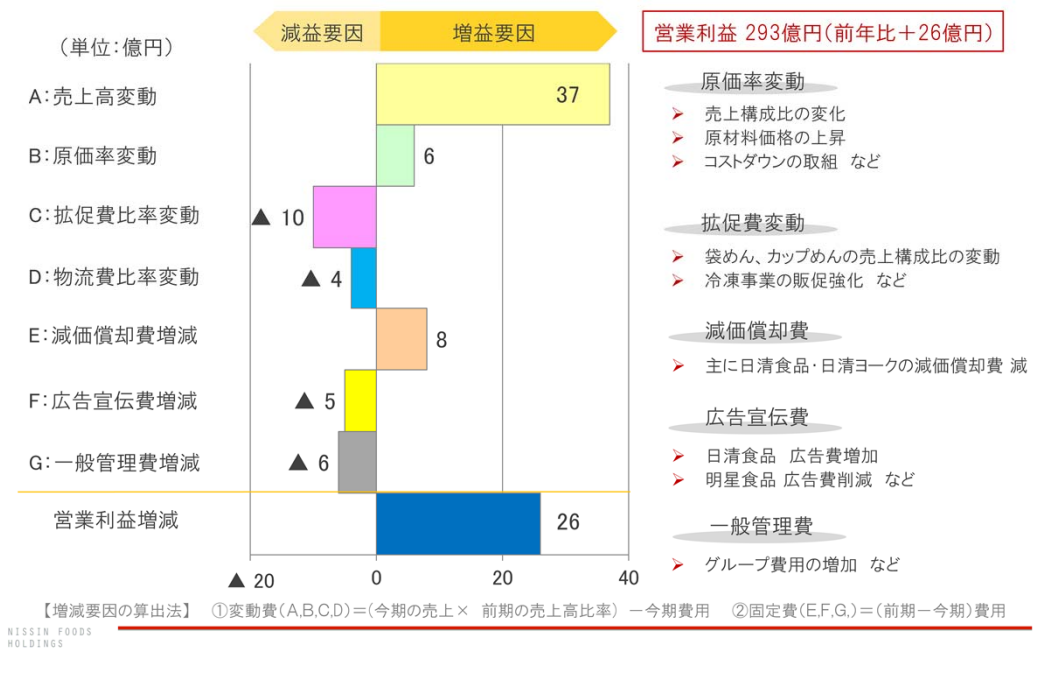 （単位：億円）
減益要因
増益要因
営業利益 293億円（前年比＋26億円）
A：売上高変動
37
B：原価率変動
6
C：拡促費比率変動
▲ 10
D：物流費比率変動
▲ 4
E：減価償却費増減
8
F：広告宣伝費増減
▲ 5
G：一般管理費増減
▲ 6
営業利益増減
26
▲ 20
0
20
40
原価率変動
➢ 売上構成比の変化
➢ 原材料価格の上昇
➢ コストダウンの取組 など
拡促費変動
➢ 袋めん、カップめんの売上構成比の変動
➢ 冷凍事業の販促強化 など
減価償却費
➢ 主に日清食品・日清ヨークの減価償却費 減
広告宣伝費
➢ 日清食品 広告費増加
➢ 明星食品 広告費削減 など
一般管理費
➢ グループ費用の増加 など
【増減要因の算出法】 ①変動費（A,B,C,D）＝（今期の売上× 前期の売上高比率） －今期費用 ②固定費（E,F,G,）＝（前期－今期）費用
NISSIN FOODS
HOLDINGS